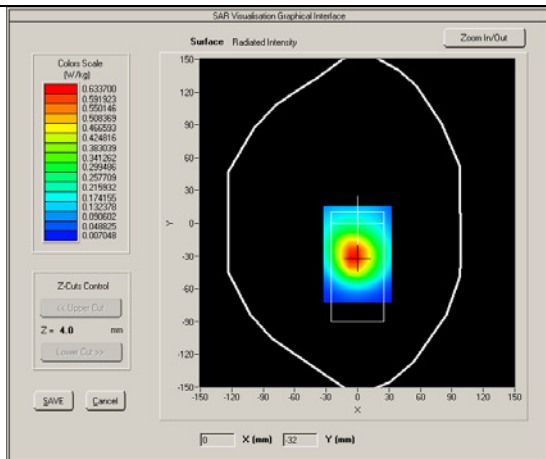 SAR Visualisation Graphical Interface
Surface Radiated Intensity
Zoom In/Out
Colors Scale
(W/kg)
0.633700
0.591923
0.550146
0.508369
0.466593
0.424816
0.383039
0.341262
0.299486
0.257709
0.215932
0.174155
0.132378
0.090602
0.048825
0.007048
Z-Cuts Control
<< Upper Cut
Z = 4.0 mm
Lower Cut >>
SAVE Cancel
150
120
90
60
30
0
-30
-60
-90
-120
-150
Y
-150 -120 -90 -60 -30 0 30 60 90 120 150
X
0 X (mm) -32 Y (mm)